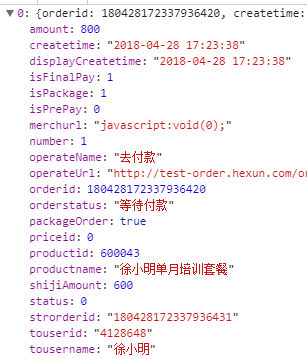 ▼ 0: {orderid: 180428172337936420, createtime:
amount: 800
createtime: "2018-04-28 17:23:38"
displayCreatetime: "2018-04-28 17:23:38"
isFinalPay: 1
isPackage: 1
isPrePay: 0
merchurl: "javascript:void(0);"
number: 1
operateName: "去付款"
operateUrl: "http://test-order.hexun.com/or
orderid: 180428172337936420
orderstatus: "等待付款"
packageOrder: true
priceid: 0
productid: 600043
productname: "徐小明单月培训套餐"
shijiAmount: 600
status: 0
strorderid: "180428172337936431"
touserid: "4128648"
tousername: "徐小明"